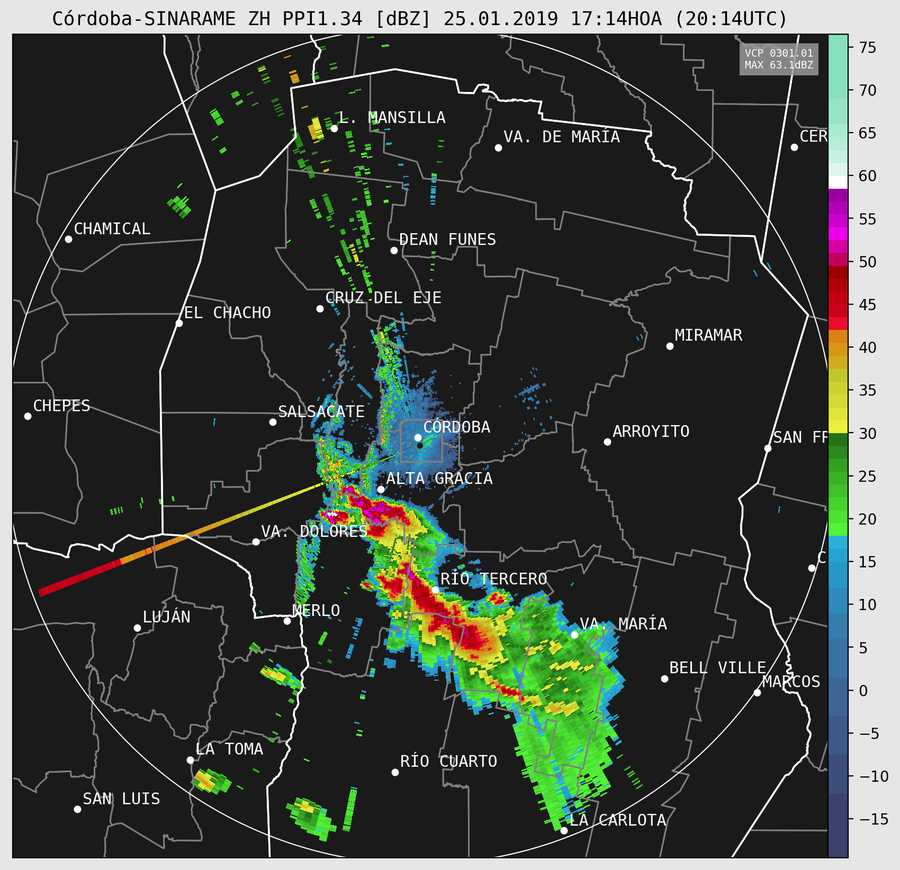 Córdoba-SINARAME ZH PPI1.34 [dBZ] 25.01.2019 17:14HOA (20:14UTC)
VCP 0301.01
MAX 63.1dBZ
L. MANSILLA
VA. DE MARÍA
CER
CHAMICAL
DEAN FUNES
CRUZ DEL EJE
EL CHACHO
MIRAMAR
CHEPES
SALSACATE
CÓRDOBA
ARROYITO
SAN FR
ALTA GRACIA
VA. DOLORES
C
RÍO TERCERO
MERLO
LUJÁN
VA. MARÍA
BELL VILLE
MARCOS
LA TOMA
RÍO CUARTO
SAN LUIS
LA CARLOTA
75
70
65
60
55
50
45
40
35
30
25
20
15
10
5
0
−5
−10
−15